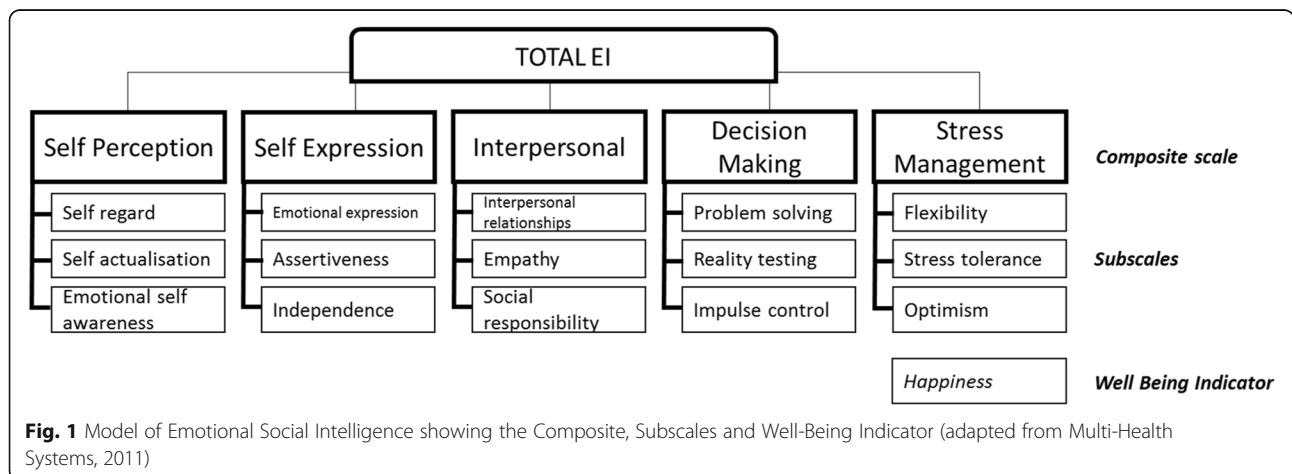 TOTAL EI
Self Perception
Self Expression
Interpersonal
Decision
Making
Stress
Management
Composite scale
Self regard
Emotional expression
Interpersonal
relationships
Problem solving
Flexibility
Self actualisation
Assertiveness
Empathy
Reality testing
Stress tolerance
Subscales
Emotional self
awareness
Independence
Social
responsibility
Impulse control
Optimism
Happiness
Well Being Indicator
Fig. 1 Model of Emotional Social Intelligence showing the Composite, Subscales and Well-Being Indicator (adapted from Multi-Health
Systems, 2011)